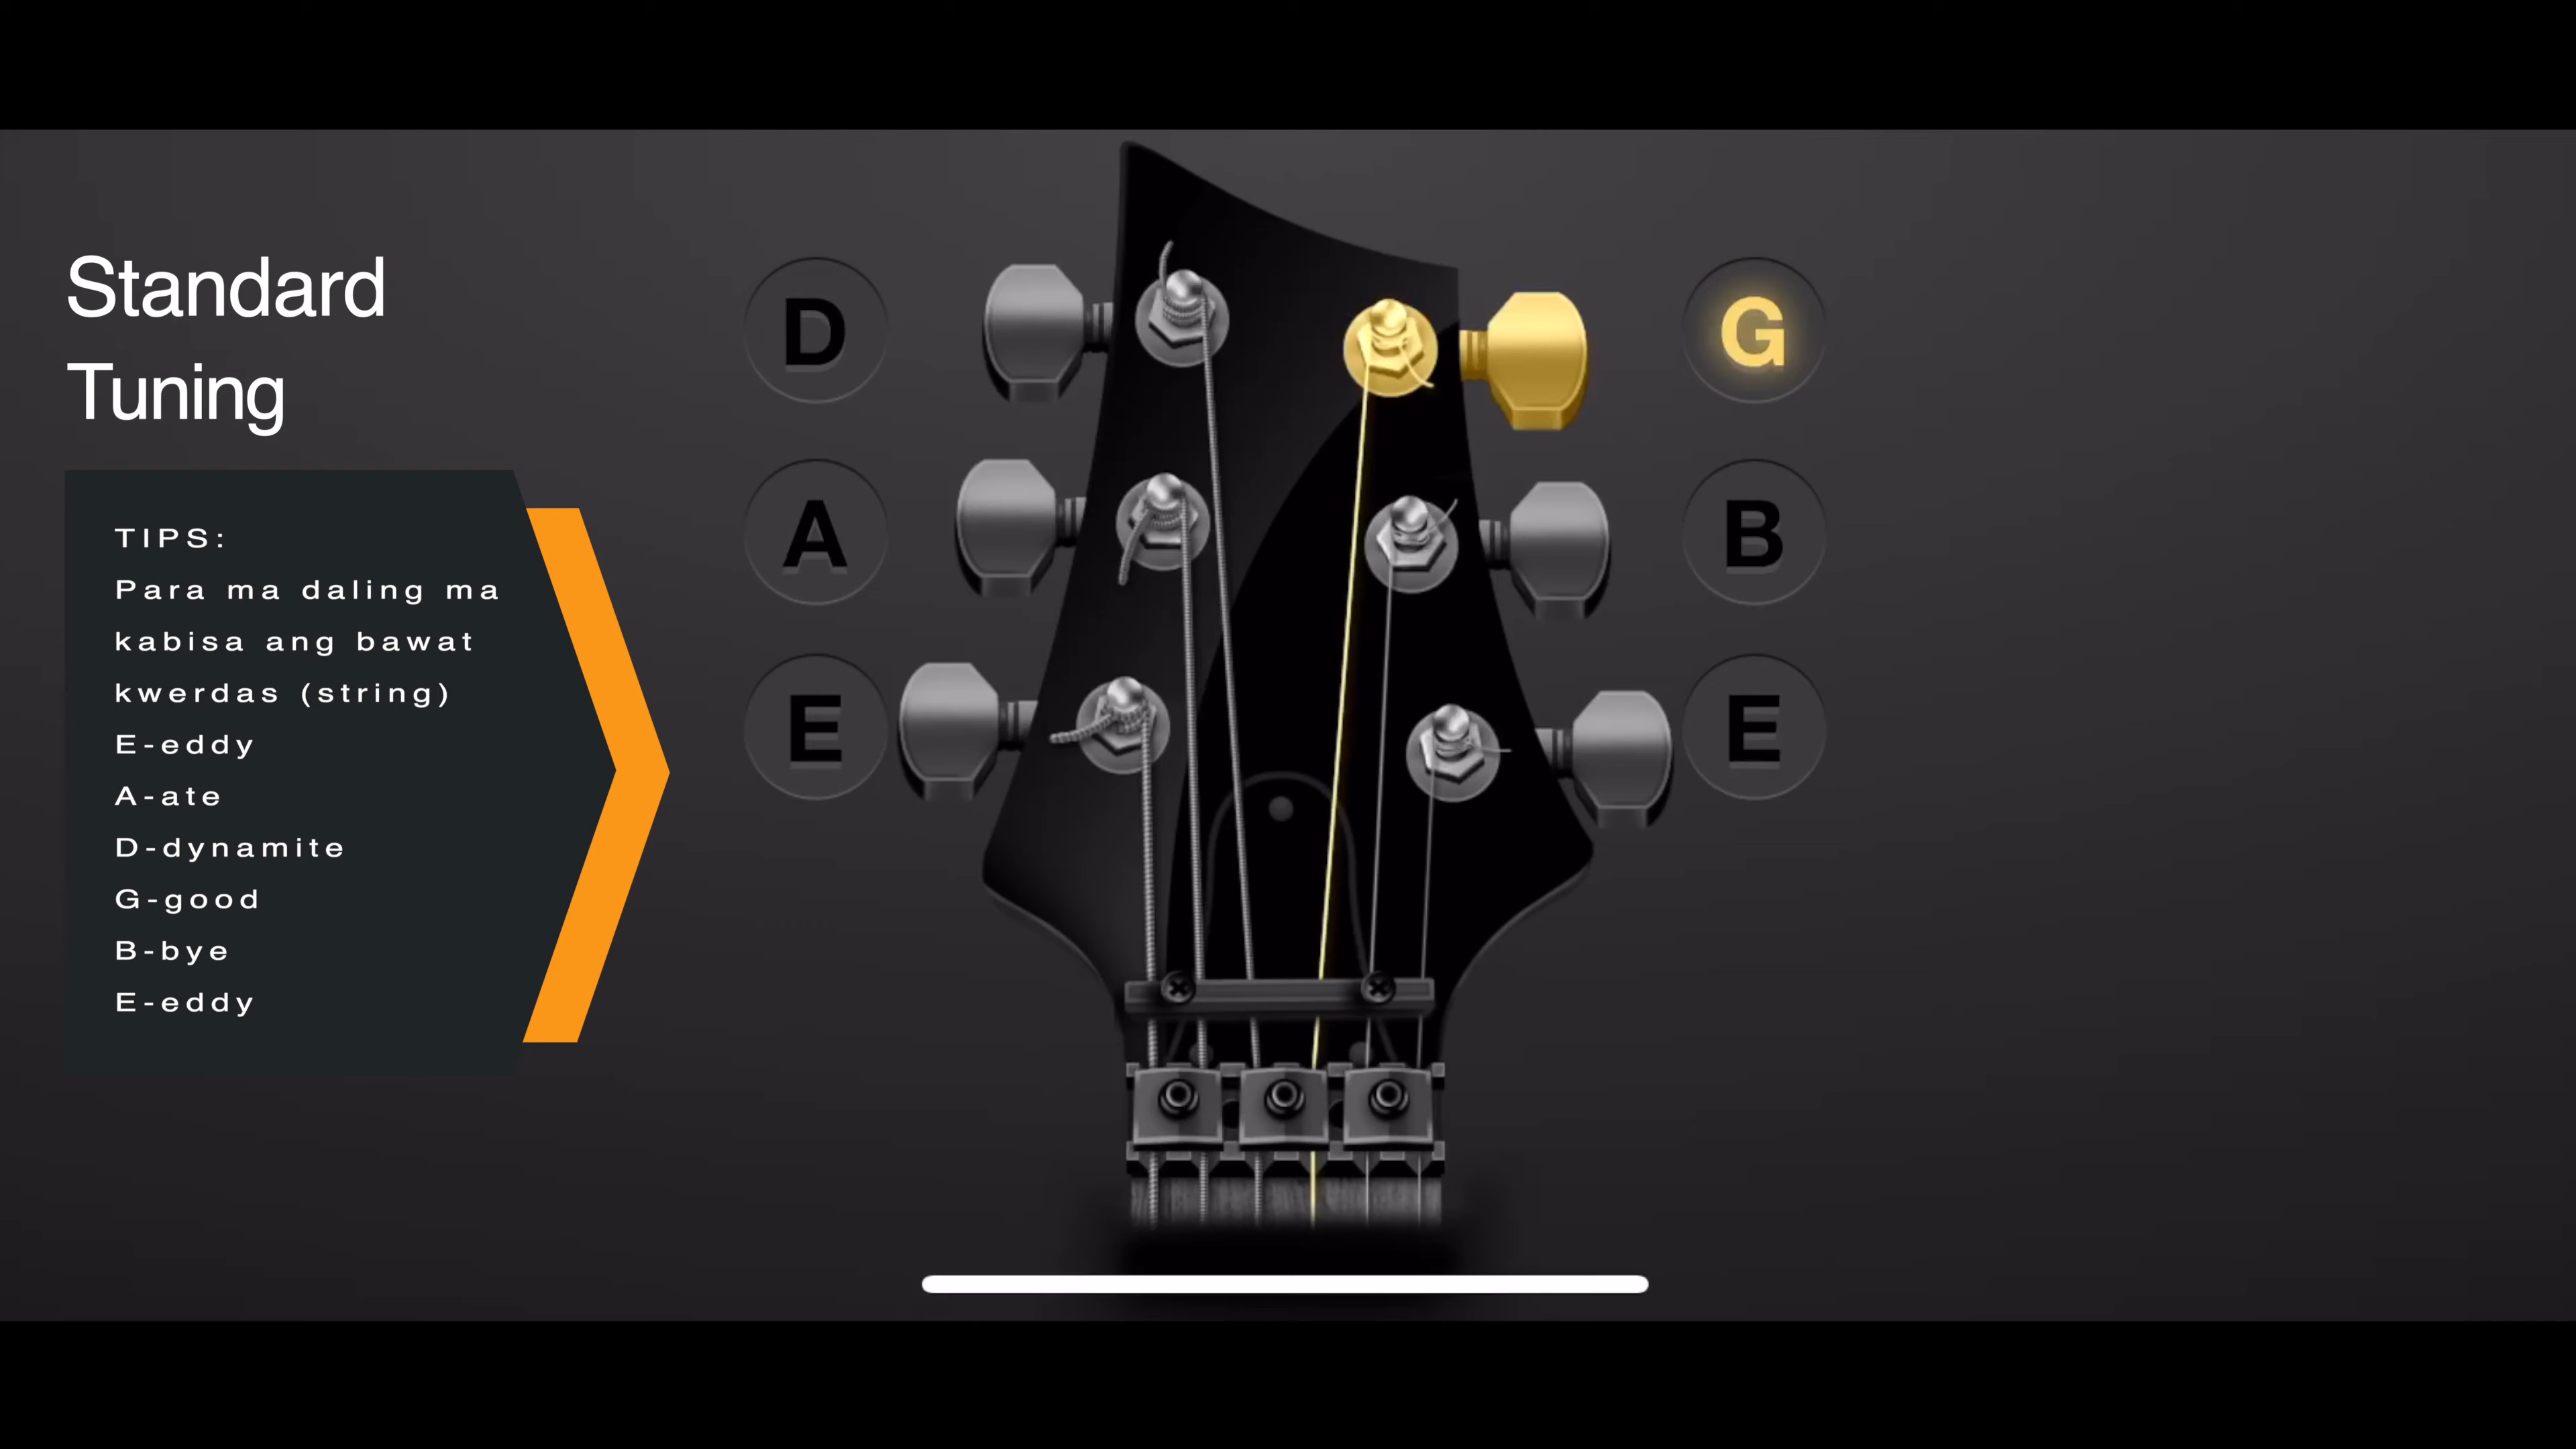 Standard
Tuning
TIPS:
Para ma daling ma
kabisa ang bawat
kwerdas (string)
E-eddy
A-ate
D-dynamite
G-good
B-bye
E-eddy
D
A
E
G
B
E